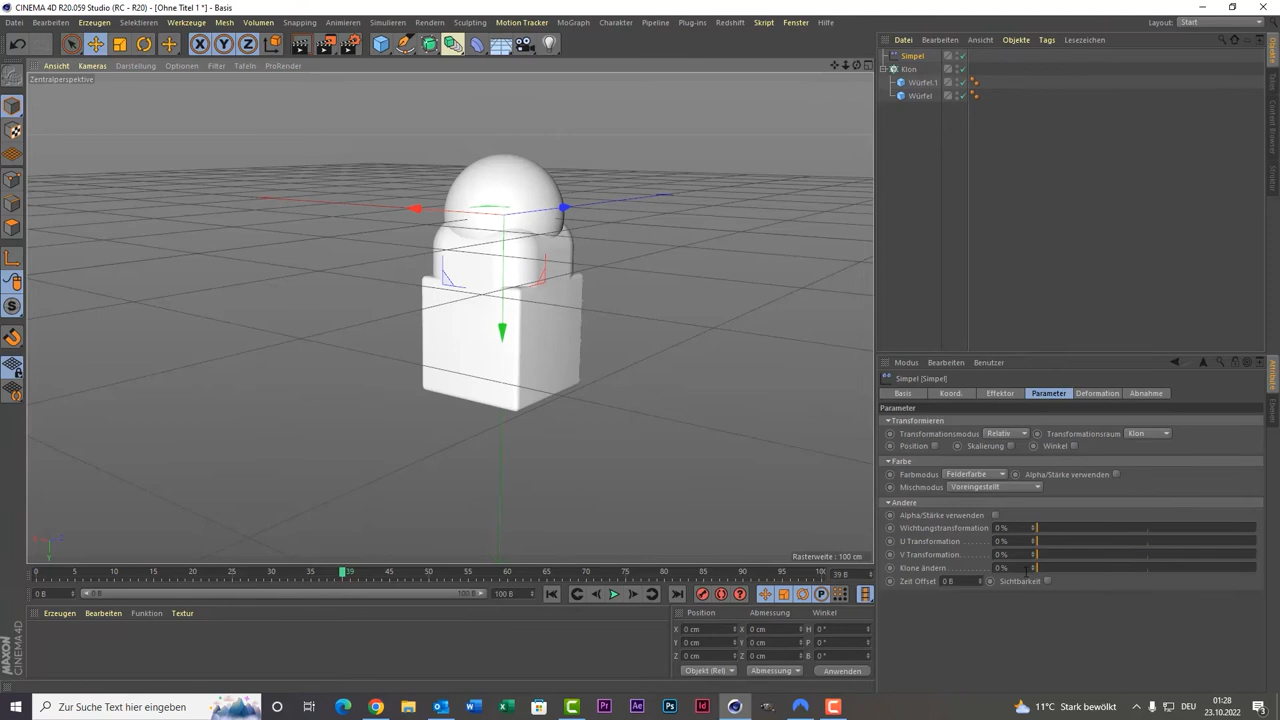 CINEMA 4D R20.059 Studio (RC - R20) - [Ohne Titel 1 *] - Basis
Datei Bearbeiten Erzeugen Selektieren Werkzeuge Mesh Volumen Snapping Animieren Simulieren Rendern Sculpting Motion Tracker MoGraph Charakter Pipeline Plug-ins Redshift Skript Fenster Hilfe
Layout: Start
Datei Bearbeiten Ansicht Objekte Tags Lesezeichen
Simpel
Klon
Würfel.1
Würfel
Objekte
Takes
Content Browser
Struktur
Ansicht Kameras Darstellung Optionen Filter Tafeln ProRender
Zentralperspektive
Rasterweite : 100 cm
Modus Bearbeiten Benutzer
Simpel [Simpel]
Basis Koord. Effektor Parameter Deformation Abnahme
Parameter
Transformieren
Transformationsmodus Relativ Transformationsraum Klon
Position Skalierung Winkel
Farbe
Farbmodus Felderfarbe Alpha/Stärke verwenden
Mischmodus Voreingestellt
Andere
Alpha/Stärke verwenden
Wichtungstransformation 0 %
U Transformation 0 %
V Transformation 0 %
Klone ändern 0 %
Zeit Offset 0 B Sichtbarkeit
Attribute
Ebene
0 5 10 15 20 25 30 35 39 45 50 55 60 65 70 75 80 85 90 95 100 39 B
0 B 0 B 100 B 100 B
Erzeugen Bearbeiten Funktion Textur
Position Abmessung Winkel
X 0 cm X 0 cm H 0 °
Y 0 cm Y 0 cm P 0 °
Z 0 cm Z 0 cm B 0 °
Objekt (Rel) Abmessung Anwenden
MAXON
CINEMA 4D
Zur Suche Text hier eingeben
11°C Stark bewölkt
DEU
01:28
23.10.2022